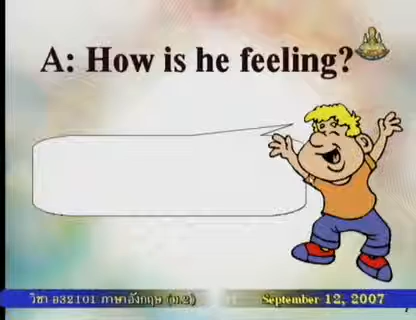 A: How is he feeling?
วิชา อ32101 ภาษาอังกฤษ (ม.2)
September 12, 2007